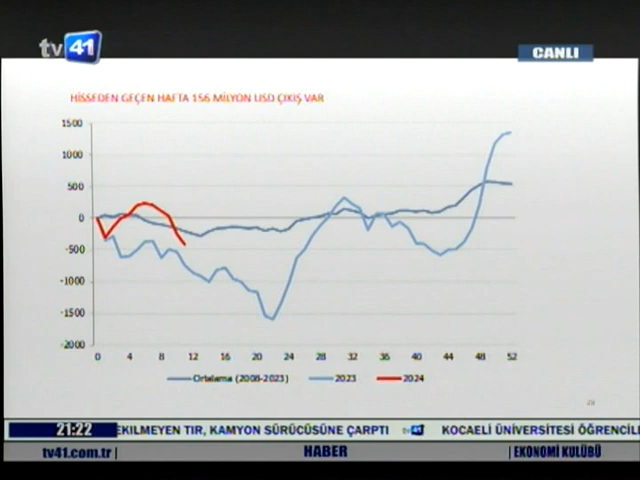 tv41
CANLI
HİSSEDEN GEÇEN HAFTA 156 MİLYON USD ÇIKIŞ VAR
1500
1000
500
0
-500
-1000
-1500
-2000
0 4 8 12 16 20 24 28 32 36 40 44 48 52
Ortalama (2008-2023) 2023 2024
21:22 EKILMEYEN TIR, KAMYON SÜRÜCÜSÜNE ÇARPTI tv41 KOCAELİ ÜNİVERSİTESİ ÖĞRENCİL
tv41.com.tr | HABER | EKONOMİ KULÜBÜ